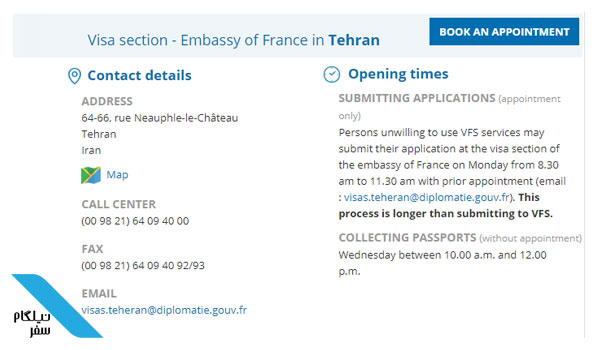 Visa section - Embassy of France in Tehran
BOOK AN APPOINTMENT
Contact details
ADDRESS
64-66, rue Neauphle-le-Château
Tehran
Iran
Map
CALL CENTER
(00 98 21) 64 09 40 00
FAX
(00 98 21) 64 09 40 92/93
EMAIL
visas.teheran@diplomatie.gouv.fr
Opening times
SUBMITTING APPLICATIONS (appointment
only)
Persons unwilling to use VFS services may
submit their application at the visa section of
the embassy of France on Monday from 8.30
am to 11.30 am with prior appointment (email
: visas.teheran@diplomatie.gouv.fr). This
process is longer than submitting to VFS.
COLLECTING PASSPORTS (without appointment)
Wednesday between 10.00 a.m. and 12.00
p.m.
نیلگام
سفر